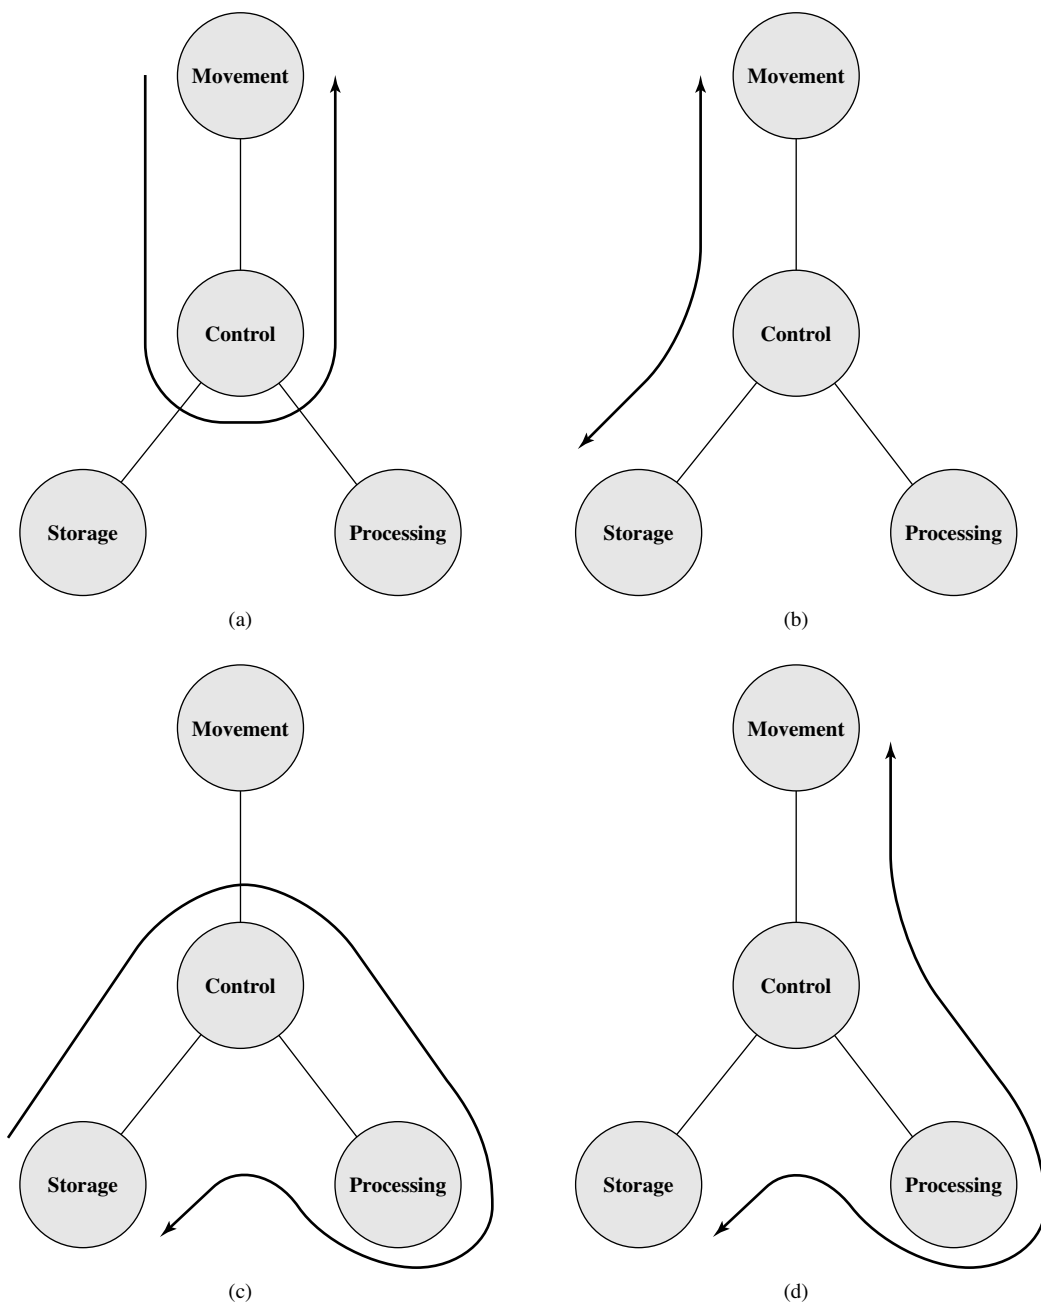 Movement
Movement
Control
Control
Storage
Processing
Storage
Processing
(a)
(b)
Movement
Movement
Control
Control
Storage
Processing
Storage
Processing
(c)
(d)